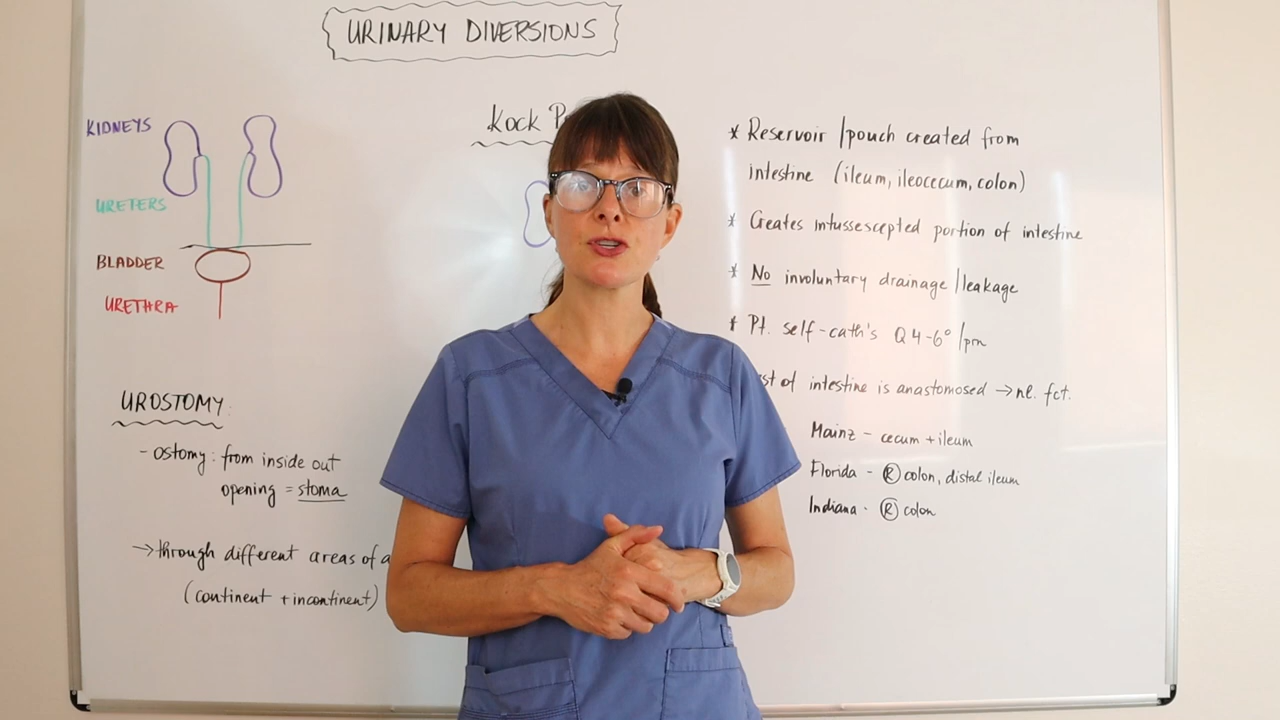 URINARY DIVERSIONS
KIDNEYS
URETERS
BLADDER
URETHRA
UROSTOMY:
- ostomy: from inside out
opening = stoma
→ through different areas of
(continent + incontinent)
Kock
* Reservoir / pouch created from
intestine (ileum, ileocecum, colon)
* Creates intussescepted portion of intestine
* No involuntary drainage / leakage
* Pt. self-cath's Q 4-6° / prn
of intestine is anastomosed → nl. fct.
Mainz - cecum + ileum
Florida - Ⓡ colon, distal ileum
Indiana - Ⓡ colon